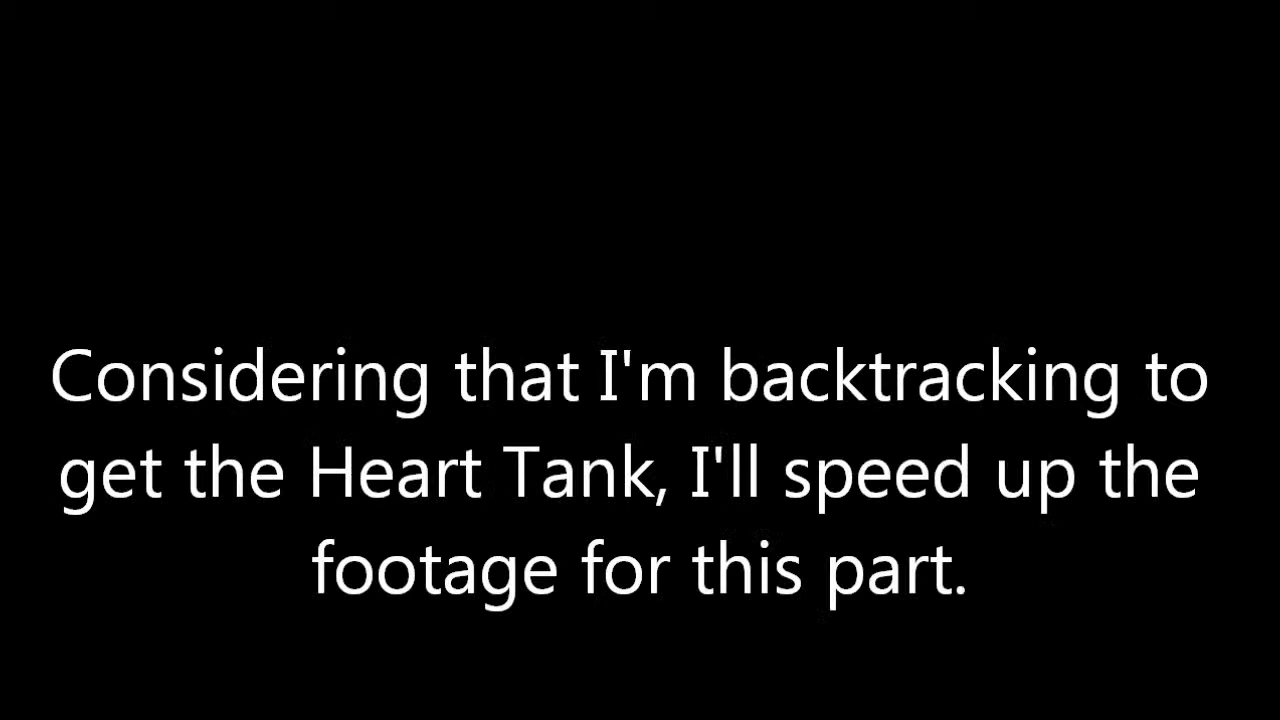 Considering that I'm backtracking to
get the Heart Tank, I'll speed up the
footage for this part.